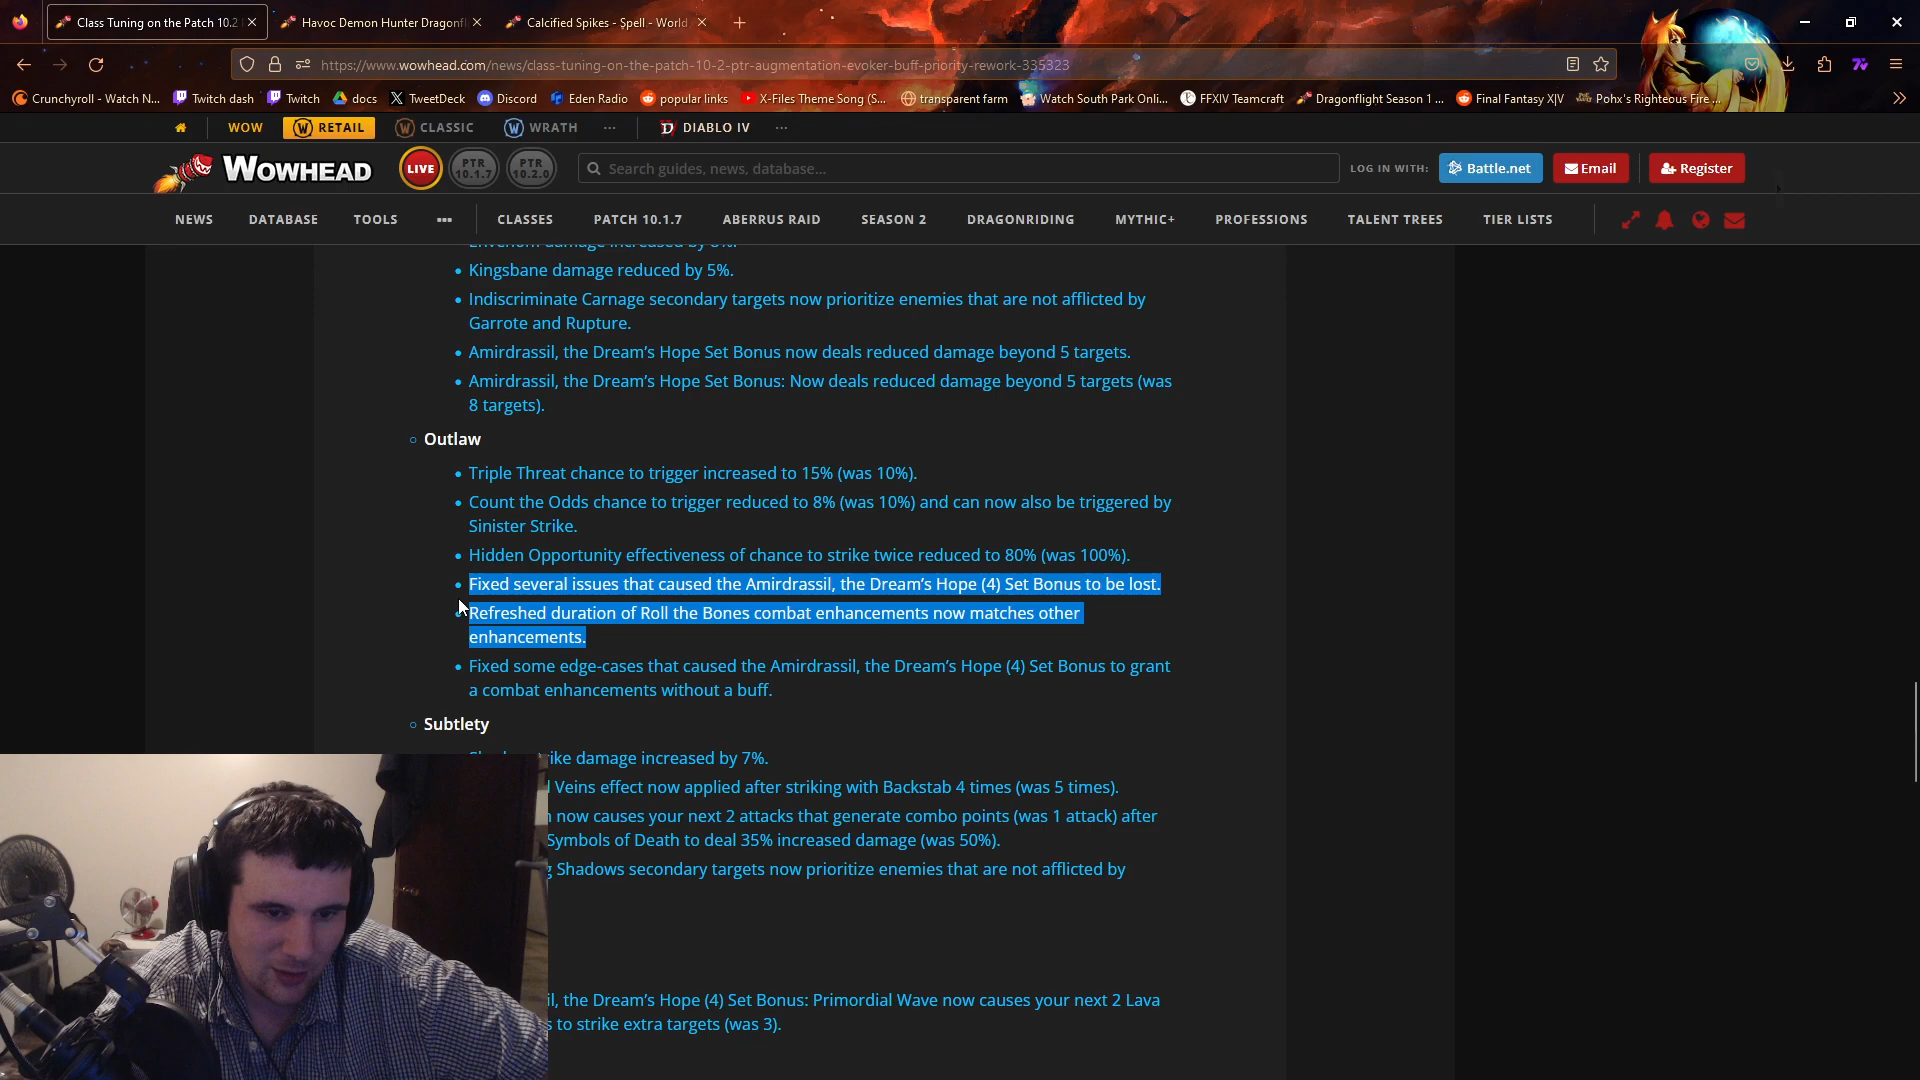 Class Tuning on the Patch 10.2
Havoc Demon Hunter Dragonfl
Calcified Spikes - Spell - World
https://www.wowhead.com/news/class-tuning-on-the-patch-10-2-ptr-augmentation-evoker-buff-priority-rework-335323
Crunchyroll - Watch N... Twitch dash Twitch docs TweetDeck Discord Eden Radio popular links X-Files Theme Song (S... transparent farm Watch South Park Onli... FFXIV Teamcraft Dragonflight Season 1 ... Final Fantasy X|V Pohx's Righteous Fire ...
WOW RETAIL CLASSIC WRATH ... DIABLO IV ...
WOWHEAD LIVE PTR 10.1.7 PTR 10.2.0 Search guides, news, database... LOG IN WITH: Battle.net Email Register
NEWS DATABASE TOOLS ... CLASSES PATCH 10.1.7 ABERRUS RAID SEASON 2 DRAGONRIDING MYTHIC+ PROFESSIONS TALENT TREES TIER LISTS
• Kingsbane damage reduced by 5%.
• Indiscriminate Carnage secondary targets now prioritize enemies that are not afflicted by
Garrote and Rupture.
• Amirdrassil, the Dream's Hope Set Bonus now deals reduced damage beyond 5 targets.
• Amirdrassil, the Dream's Hope Set Bonus: Now deals reduced damage beyond 5 targets (was
8 targets).
○ Outlaw
• Triple Threat chance to trigger increased to 15% (was 10%).
• Count the Odds chance to trigger reduced to 8% (was 10%) and can now also be triggered by
Sinister Strike.
• Hidden Opportunity effectiveness of chance to strike twice reduced to 80% (was 100%).
• Fixed several issues that caused the Amirdrassil, the Dream's Hope (4) Set Bonus to be lost.
• Refreshed duration of Roll the Bones combat enhancements now matches other
enhancements.
• Fixed some edge-cases that caused the Amirdrassil, the Dream's Hope (4) Set Bonus to grant
a combat enhancements without a buff.
○ Subtlety
damage increased by 7%.
Veins effect now applied after striking with Backstab 4 times (was 5 times).
now causes your next 2 attacks that generate combo points (was 1 attack) after
Symbols of Death to deal 35% increased damage (was 50%).
Shadows secondary targets now prioritize enemies that are not afflicted by
the Dream's Hope (4) Set Bonus: Primordial Wave now causes your next 2 Lava
to strike extra targets (was 3).